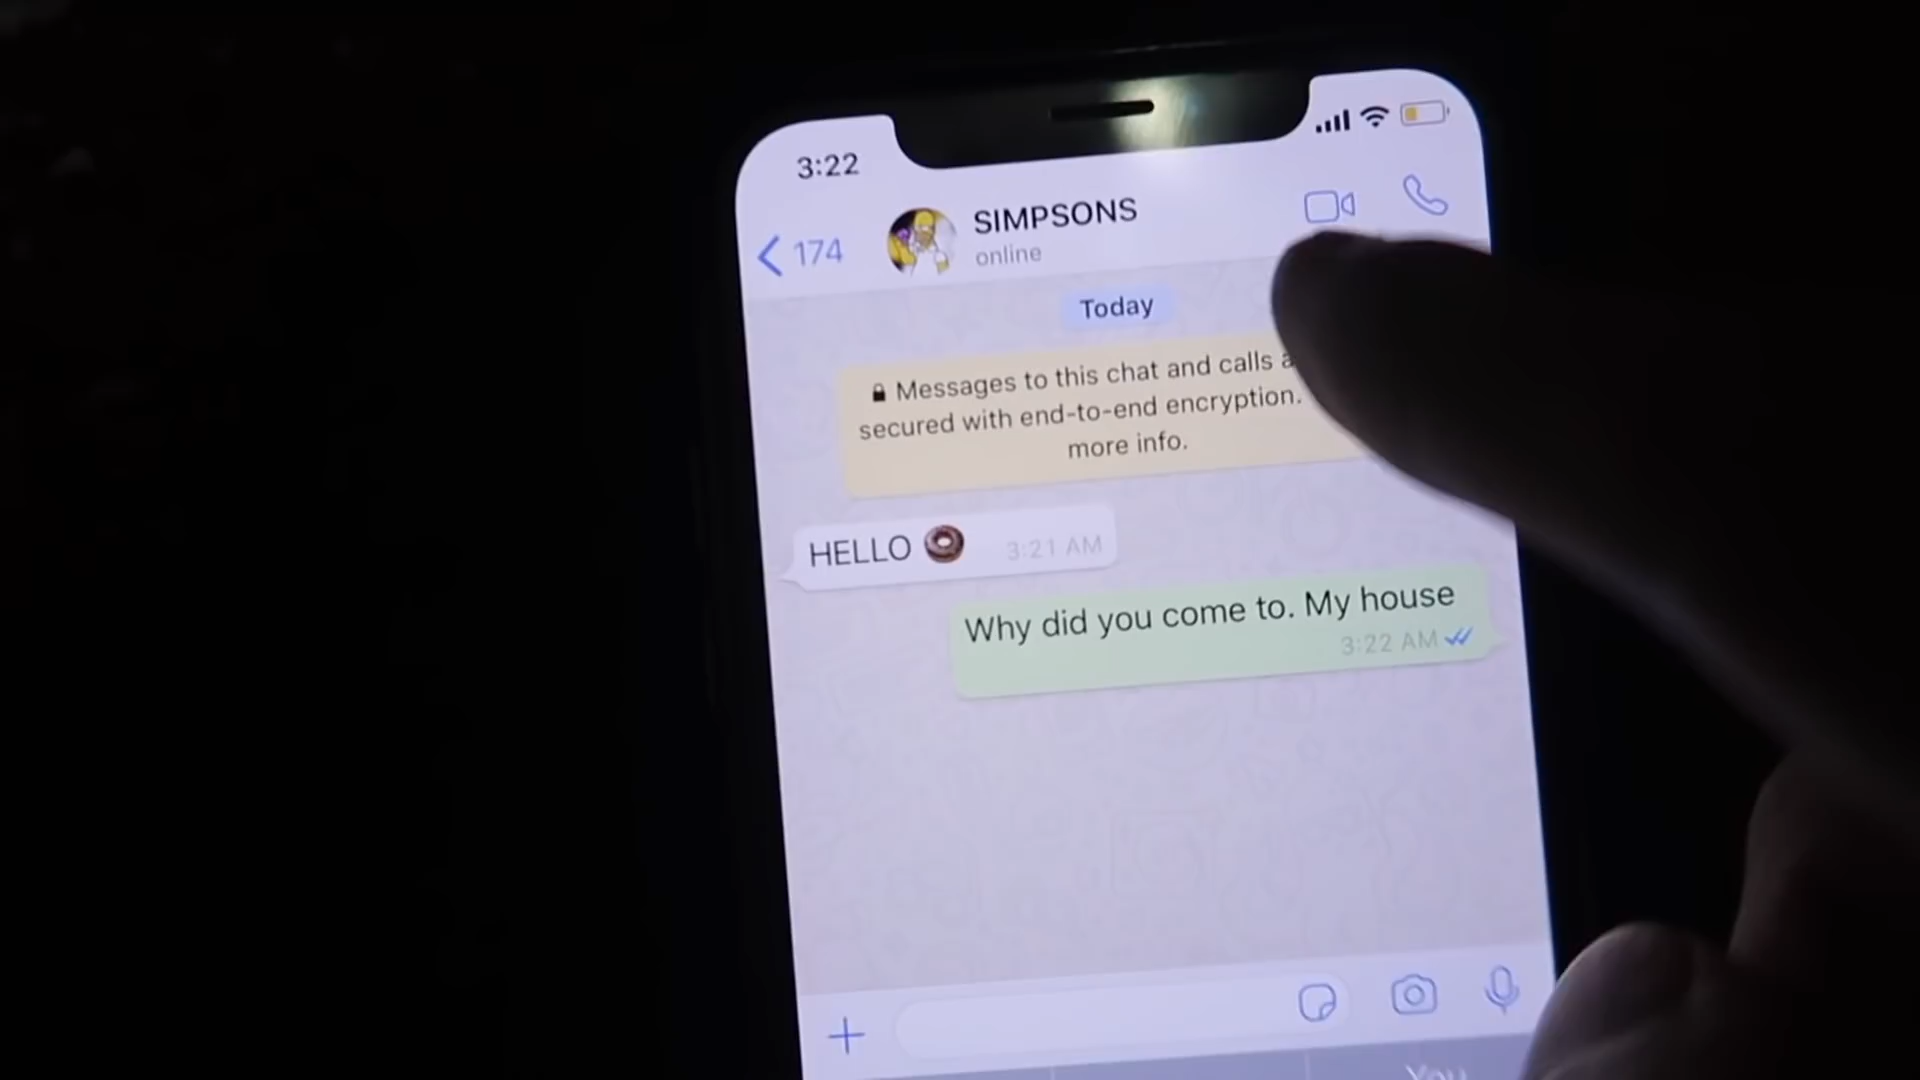 3:22
174
SIMPSONS
online
Today
Messages to this chat and calls
secured with end-to-end encryption.
more info.
HELLO 🍩 3:21 AM
Why did you come to. My house
3:22 AM
You